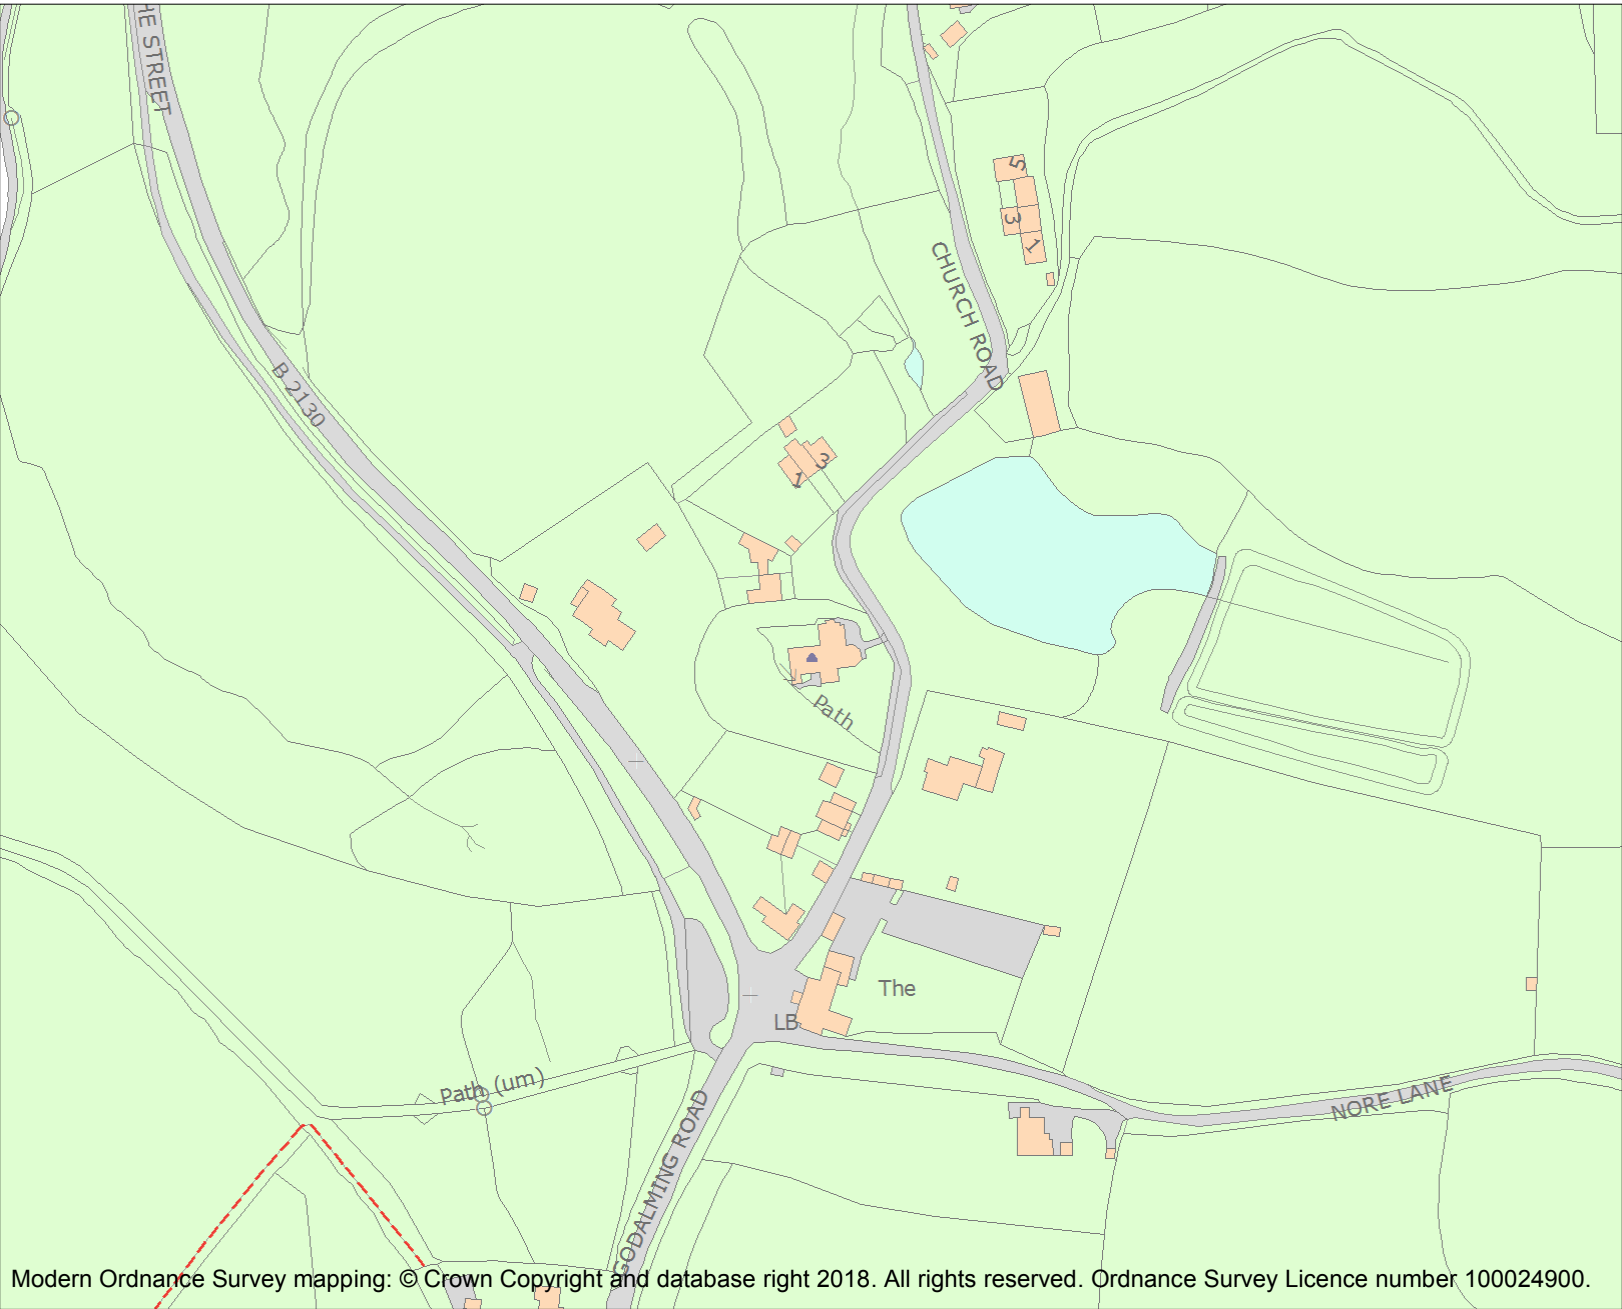 HE STREET
5
3
1
CHURCH ROAD
B 2130
3
1
Path
The
LB
Path (um)
NORE LANE
GODALMING ROAD
Modern Ordnance Survey mapping: © Crown Copyright and database right 2018. All rights reserved. Ordnance Survey Licence number 100024900.